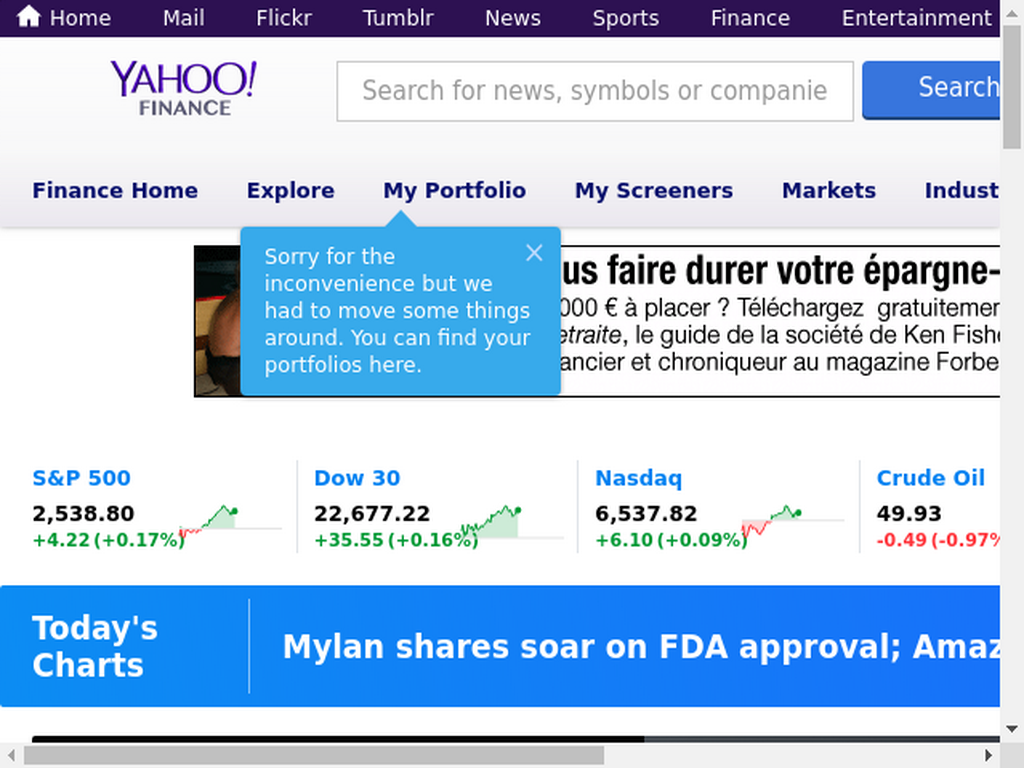 Home Mail Flickr Tumblr News Sports Finance Entertainment
YAHOO!
FINANCE
Search for news, symbols or companie
Search
Finance Home Explore My Portfolio My Screeners Markets Indust
Sorry for the
inconvenience but we
had to move some things
around. You can find your
portfolios here.
us faire durer votre épargne-
000 € à placer ? Téléchargez gratuitemen
etraite, le guide de la société de Ken Fishe
ancier et chroniqueur au magazine Forbe
S&P 500
2,538.80
+4.22 (+0.17%)
Dow 30
22,677.22
+35.55 (+0.16%)
Nasdaq
6,537.82
+6.10 (+0.09%)
Crude Oil
49.93
-0.49 (-0.97%
Today's
Charts
Mylan shares soar on FDA approval; Amaz